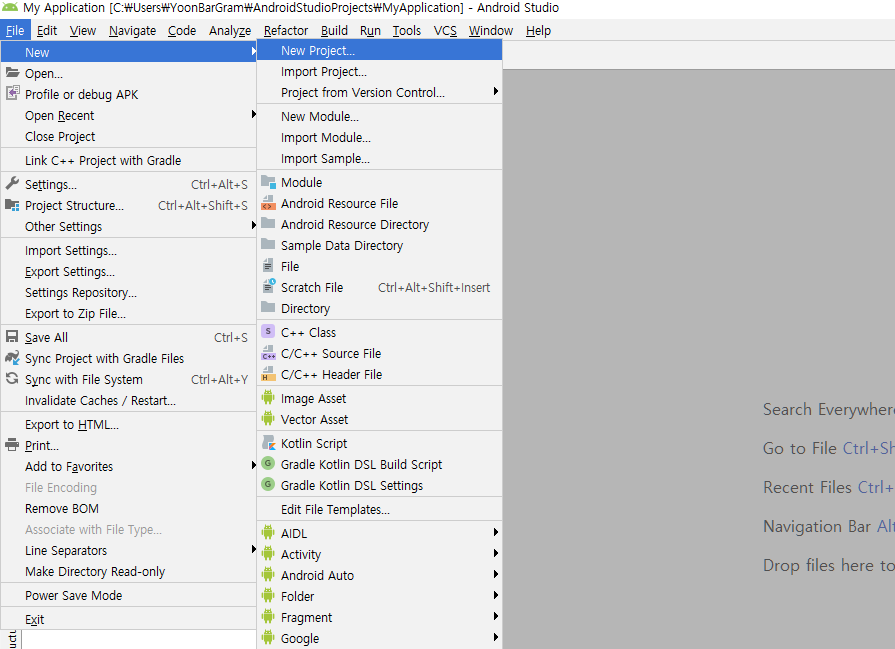 My Application [C:₩Users₩YoonBarGram₩AndroidStudioProjects₩MyApplication] - Android Studio
File Edit View Navigate Code Analyze Refactor Build Run Tools VCS Window Help
New
Open...
Profile or debug APK
Open Recent
Close Project
Link C++ Project with Gradle
Settings... Ctrl+Alt+S
Project Structure... Ctrl+Alt+Shift+S
Other Settings
Import Settings...
Export Settings...
Settings Repository...
Export to Zip File...
Save All Ctrl+S
Sync Project with Gradle Files
Sync with File System Ctrl+Alt+Y
Invalidate Caches / Restart...
Export to HTML...
Print...
Add to Favorites
File Encoding
Remove BOM
Associate with File Type...
Line Separators
Make Directory Read-only
Power Save Mode
Exit
New Project...
Import Project...
Project from Version Control...
New Module...
Import Module...
Import Sample...
Module
Android Resource File
Android Resource Directory
Sample Data Directory
File
Scratch File Ctrl+Alt+Shift+Insert
Directory
S C++ Class
C++ C/C++ Source File
H C/C++ Header File
Image Asset
Vector Asset
Kotlin Script
G Gradle Kotlin DSL Build Script
G Gradle Kotlin DSL Settings
Edit File Templates...
AIDL
Activity
Android Auto
Folder
Fragment
Google
Search Everywher
Go to File Ctrl+Sh
Recent Files Ctrl+
Navigation Bar Alt
Drop files here to